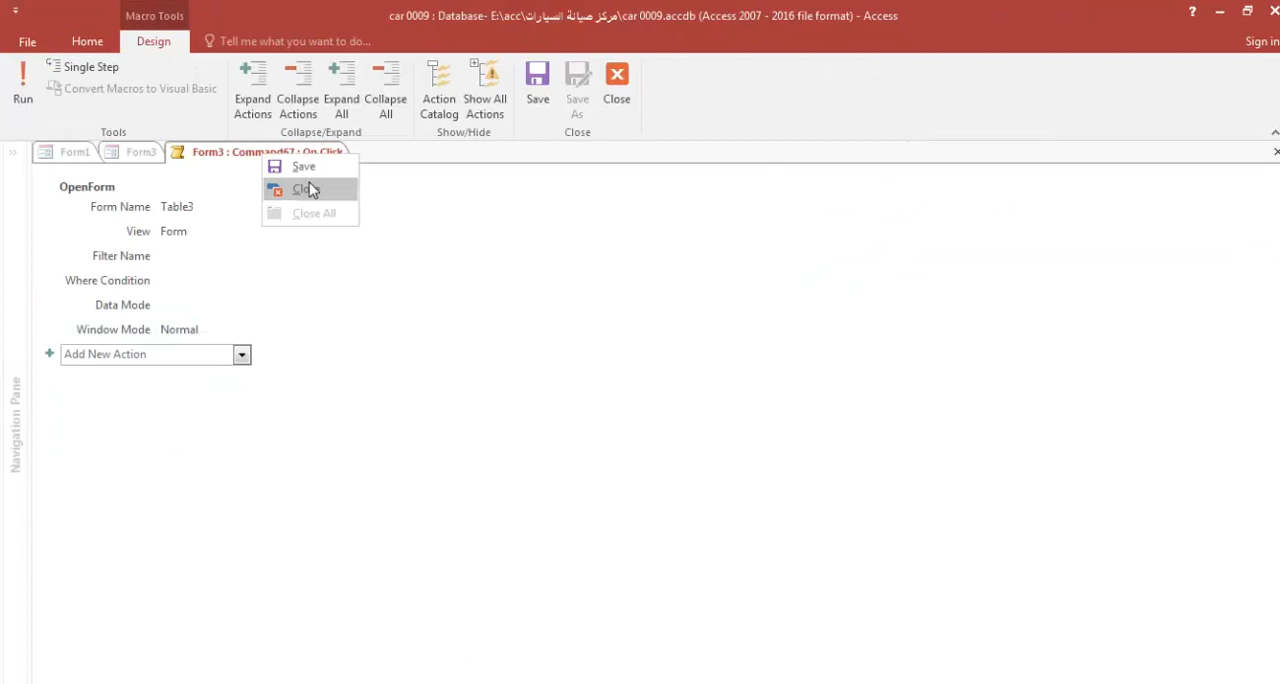 Macro Tools
car 0009 : Database- E:\acc\مركز صيانة السيارات\car 0009.accdb (Access 2007 - 2016 file format) - Access
?
File
Home
Design
Tell me what you want to do...
Sign in
Run
Single Step
Convert Macros to Visual Basic
Tools
Expand Actions
Collapse Actions
Expand All
Collapse All
Collapse/Expand
Action Catalog
Show All Actions
Show/Hide
Save
Save As
Close
Close
Form1
Form3
Form3 : Command67 : On Click
Save
Close
Close All
OpenForm
Form Name Table3
View Form
Filter Name
Where Condition
Data Mode
Window Mode Normal
Add New Action
Navigation Pane